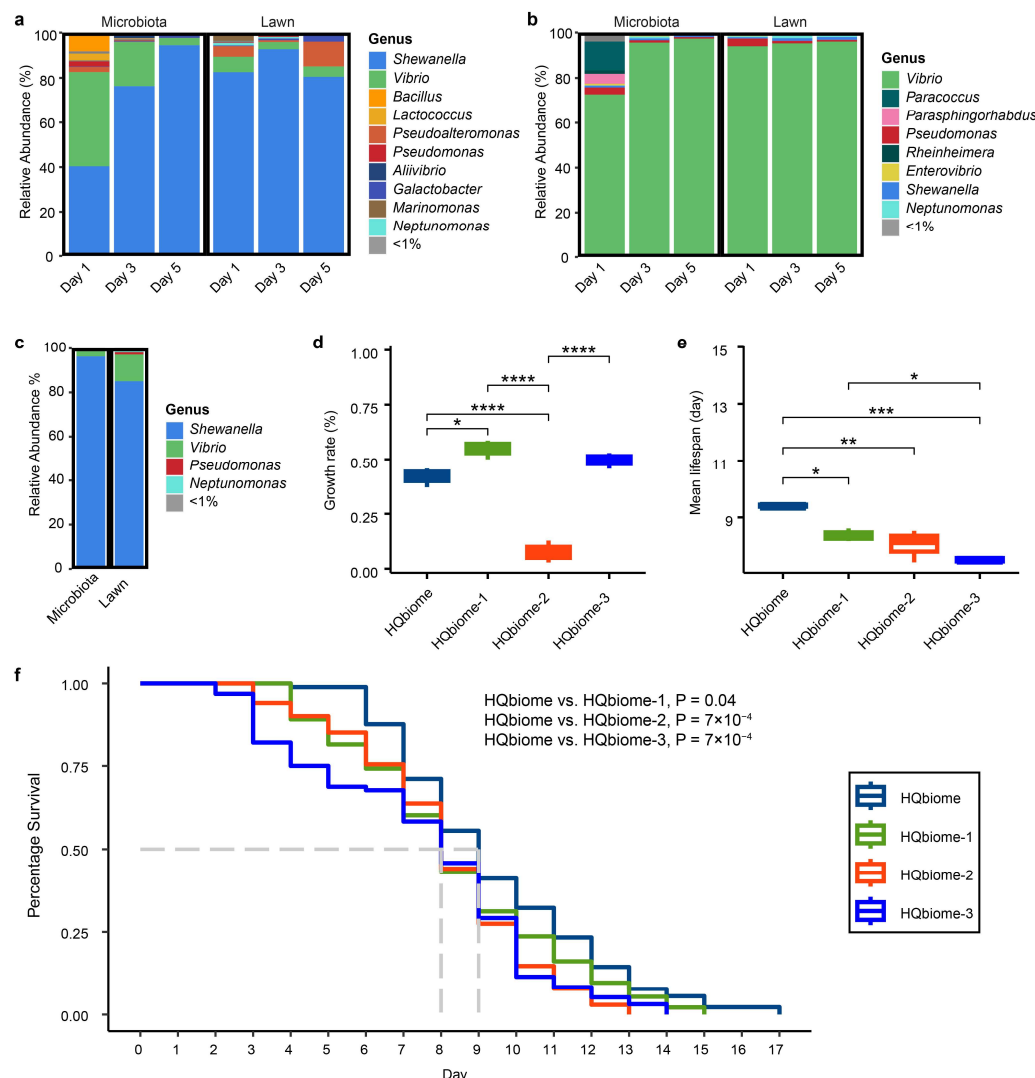 a
Microbiota
Lawn
Relative Abundance (%)
100
80
60
40
20
0
Day 1
Day 3
Day 5
Day 1
Day 3
Day 5
Genus
Shewanella
Vibrio
Bacillus
Lactococcus
Pseudoalteromonas
Pseudomonas
Aliivibrio
Galactobacter
Marinomonas
Neptunomonas
<1%
b
Microbiota
Lawn
Relative Abundance (%)
100
80
60
40
20
0
Day 1
Day 3
Day 5
Day 1
Day 3
Day 5
Genus
Vibrio
Paracoccus
Parasphingorhabdus
Pseudomonas
Rheinheimera
Enterovibrio
Shewanella
Neptunomonas
<1%
c
Relative Abundance %
100
80
60
40
20
0
Microbiota
Lawn
Genus
Shewanella
Vibrio
Pseudomonas
Neptunomonas
<1%
d
Growth rate (%)
1.00
0.75
0.50
0.25
0.00
****
****
****
*
HQbiome
HQbiome-1
HQbiome-2
HQbiome-3
e
Mean lifespan (day)
15
13
11
9
*
***
**
*
HQbiome
HQbiome-1
HQbiome-2
HQbiome-3
f
Percentage Survival
1.00
0.75
0.50
0.25
0.00
HQbiome vs. HQbiome-1, P = 0.04
HQbiome vs. HQbiome-2, P = 7×10⁻⁴
HQbiome vs. HQbiome-3, P = 7×10⁻⁴
HQbiome
HQbiome-1
HQbiome-2
HQbiome-3
0 1 2 3 4 5 6 7 8 9 10 11 12 13 14 15 16 17
Day